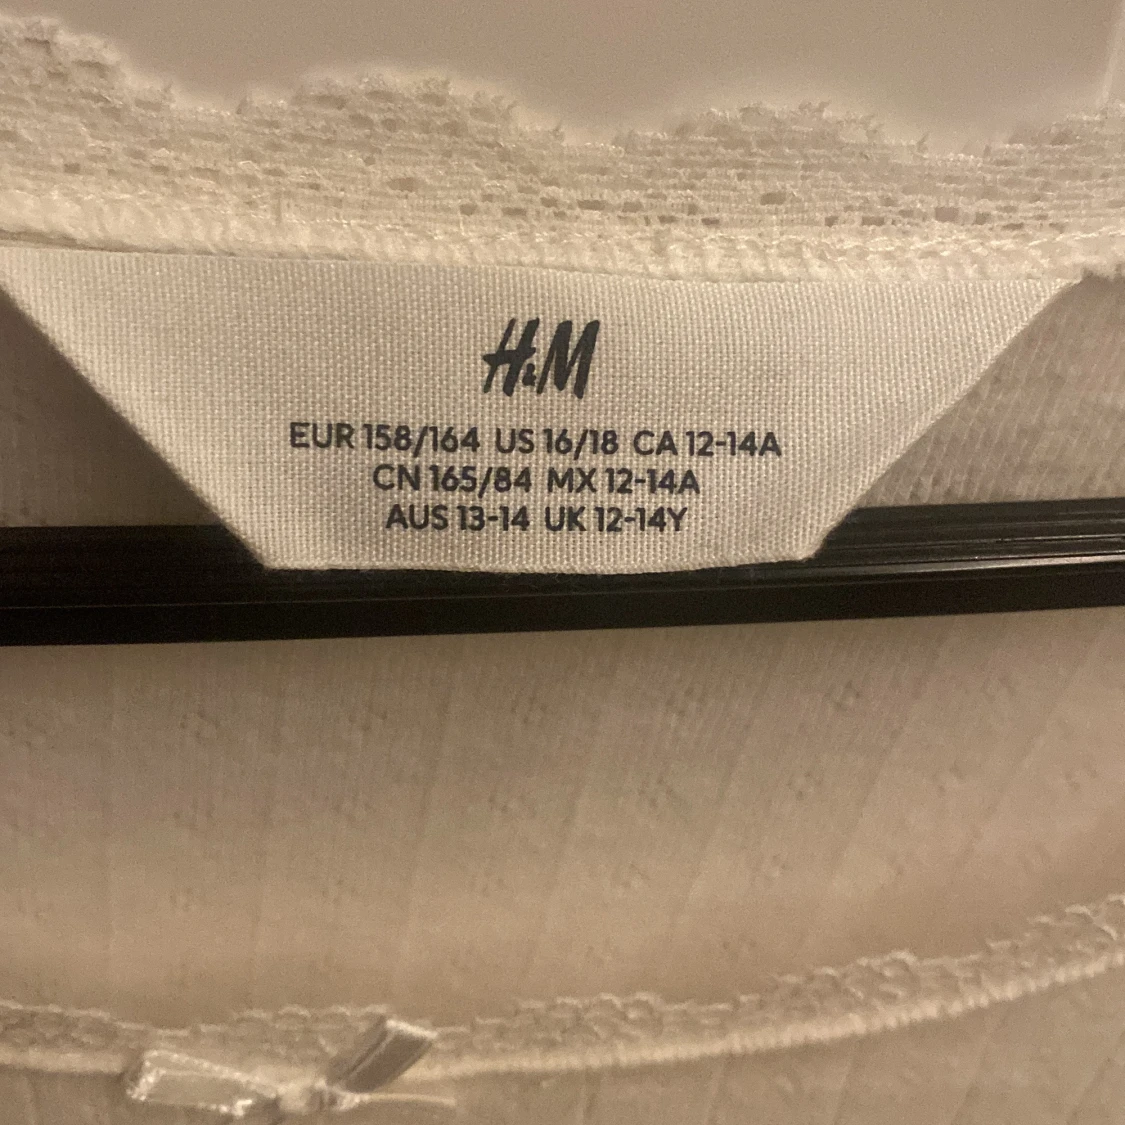 H&M
EUR 158/164 US 16/18 CA 12-14A
CN 165/84 MX 12-14A
AUS 13-14 UK 12-14Y